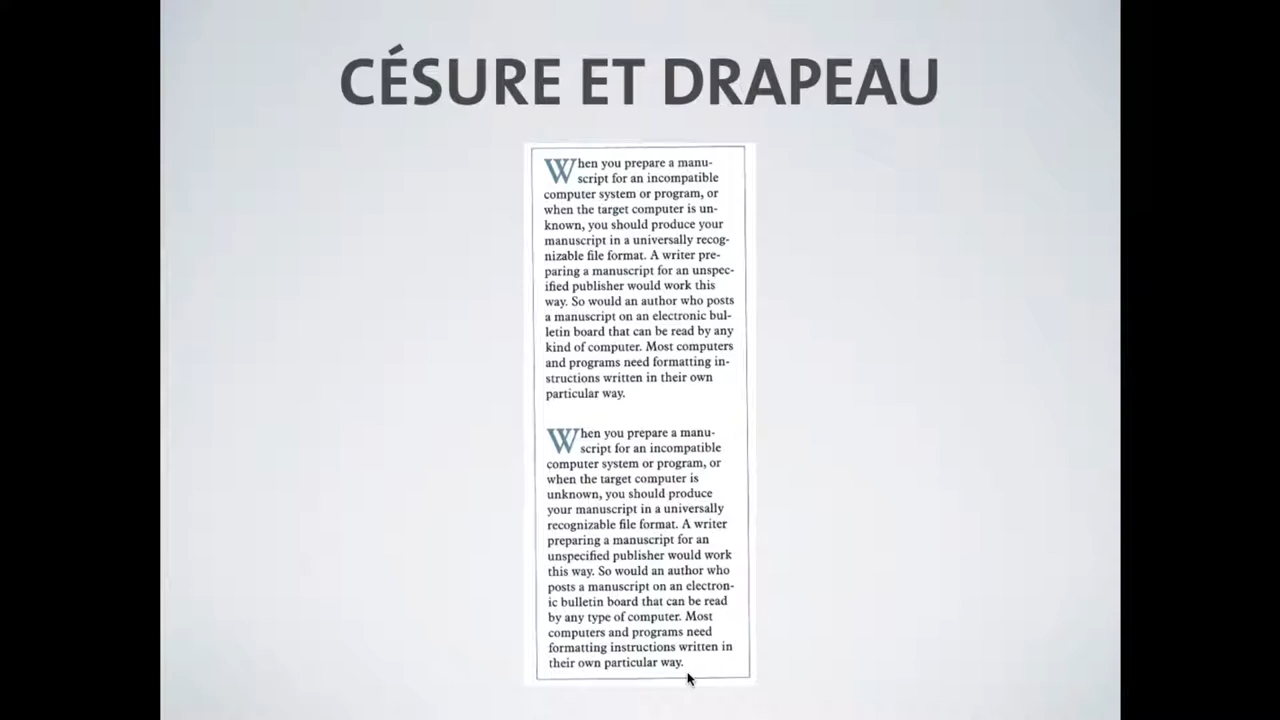 CÉSURE ET DRAPEAU
When you prepare a manu-
script for an incompatible
computer system or program, or
when the target computer is un-
known, you should produce your
manuscript in a universally recog-
nizable file format. A writer pre-
paring a manuscript for an unspec-
ified publisher would work this
way. So would an author who posts
a manuscript on an electronic bul-
letin board that can be read by any
kind of computer. Most computers
and programs need formatting in-
structions written in their own
particular way.
When you prepare a manu-
script for an incompatible
computer system or program, or
when the target computer is
unknown, you should produce
your manuscript in a universally
recognizable file format. A writer
preparing a manuscript for an
unspecified publisher would work
this way. So would an author who
posts a manuscript on an electron-
ic bulletin board that can be read
by any type of computer. Most
computers and programs need
formatting instructions written in
their own particular way.